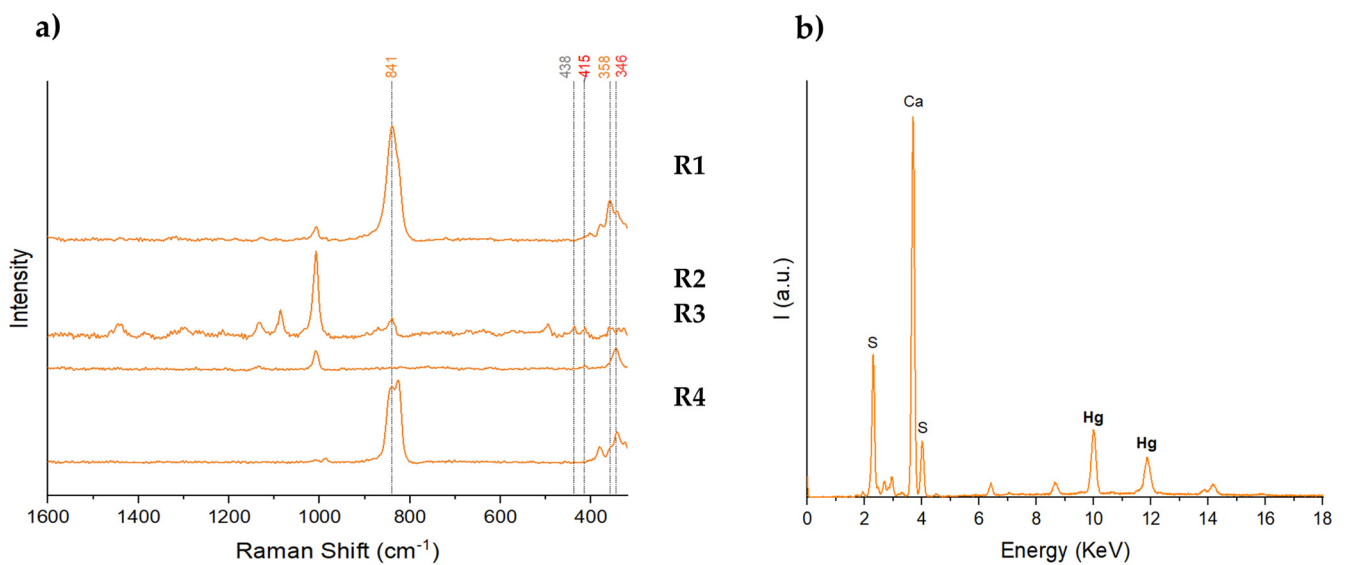 a)
841
438
415
358
346
R1
R2
R3
R4
Intensity
1600
1400
1200
1000
800
600
400
Raman Shift (cm⁻¹)
b)
Ca
S
S
Hg
Hg
I (a.u.)
0
2
4
6
8
10
12
14
16
18
Energy (KeV)